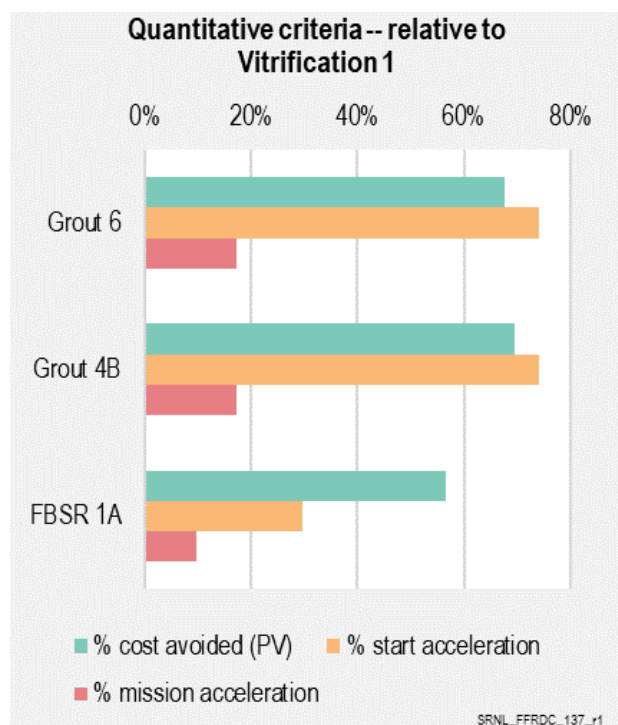 Quantitative criteria -- relative to
Vitrification 1
0% 20% 40% 60% 80%
Grout 6
Grout 4B
FBSR 1A
% cost avoided (PV) % start acceleration
% mission acceleration
SRNL_FFRDC_137_r1